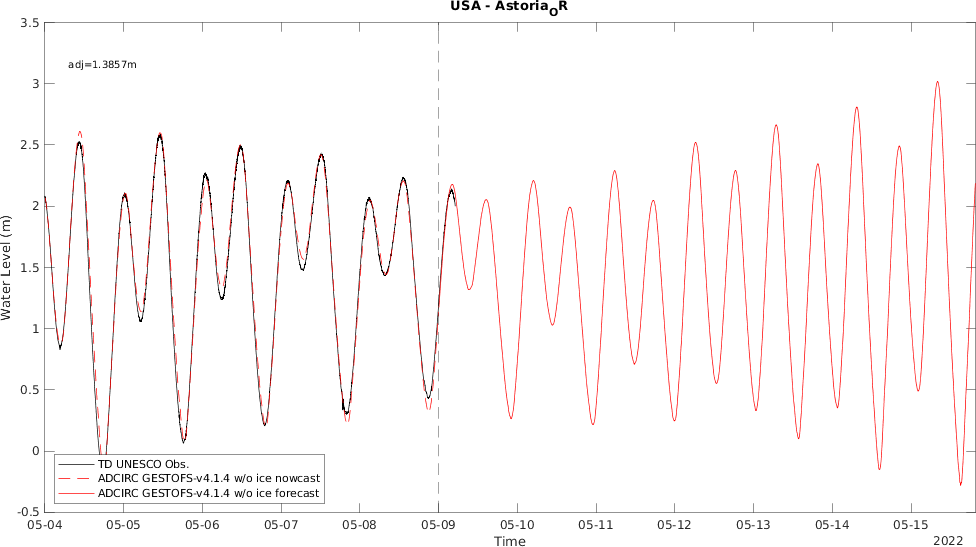 USA - Astoria_OR
3.5
adj=1.3857m
3
2.5
2
1.5
1
0.5
0
-0.5
Water Level (m)
TD UNESCO Obs.
ADCIRC GESTOFS-v4.1.4 w/o ice nowcast
ADCIRC GESTOFS-v4.1.4 w/o ice forecast
05-04 05-05 05-06 05-07 05-08 05-09 05-10 05-11 05-12 05-13 05-14 05-15
Time
2022